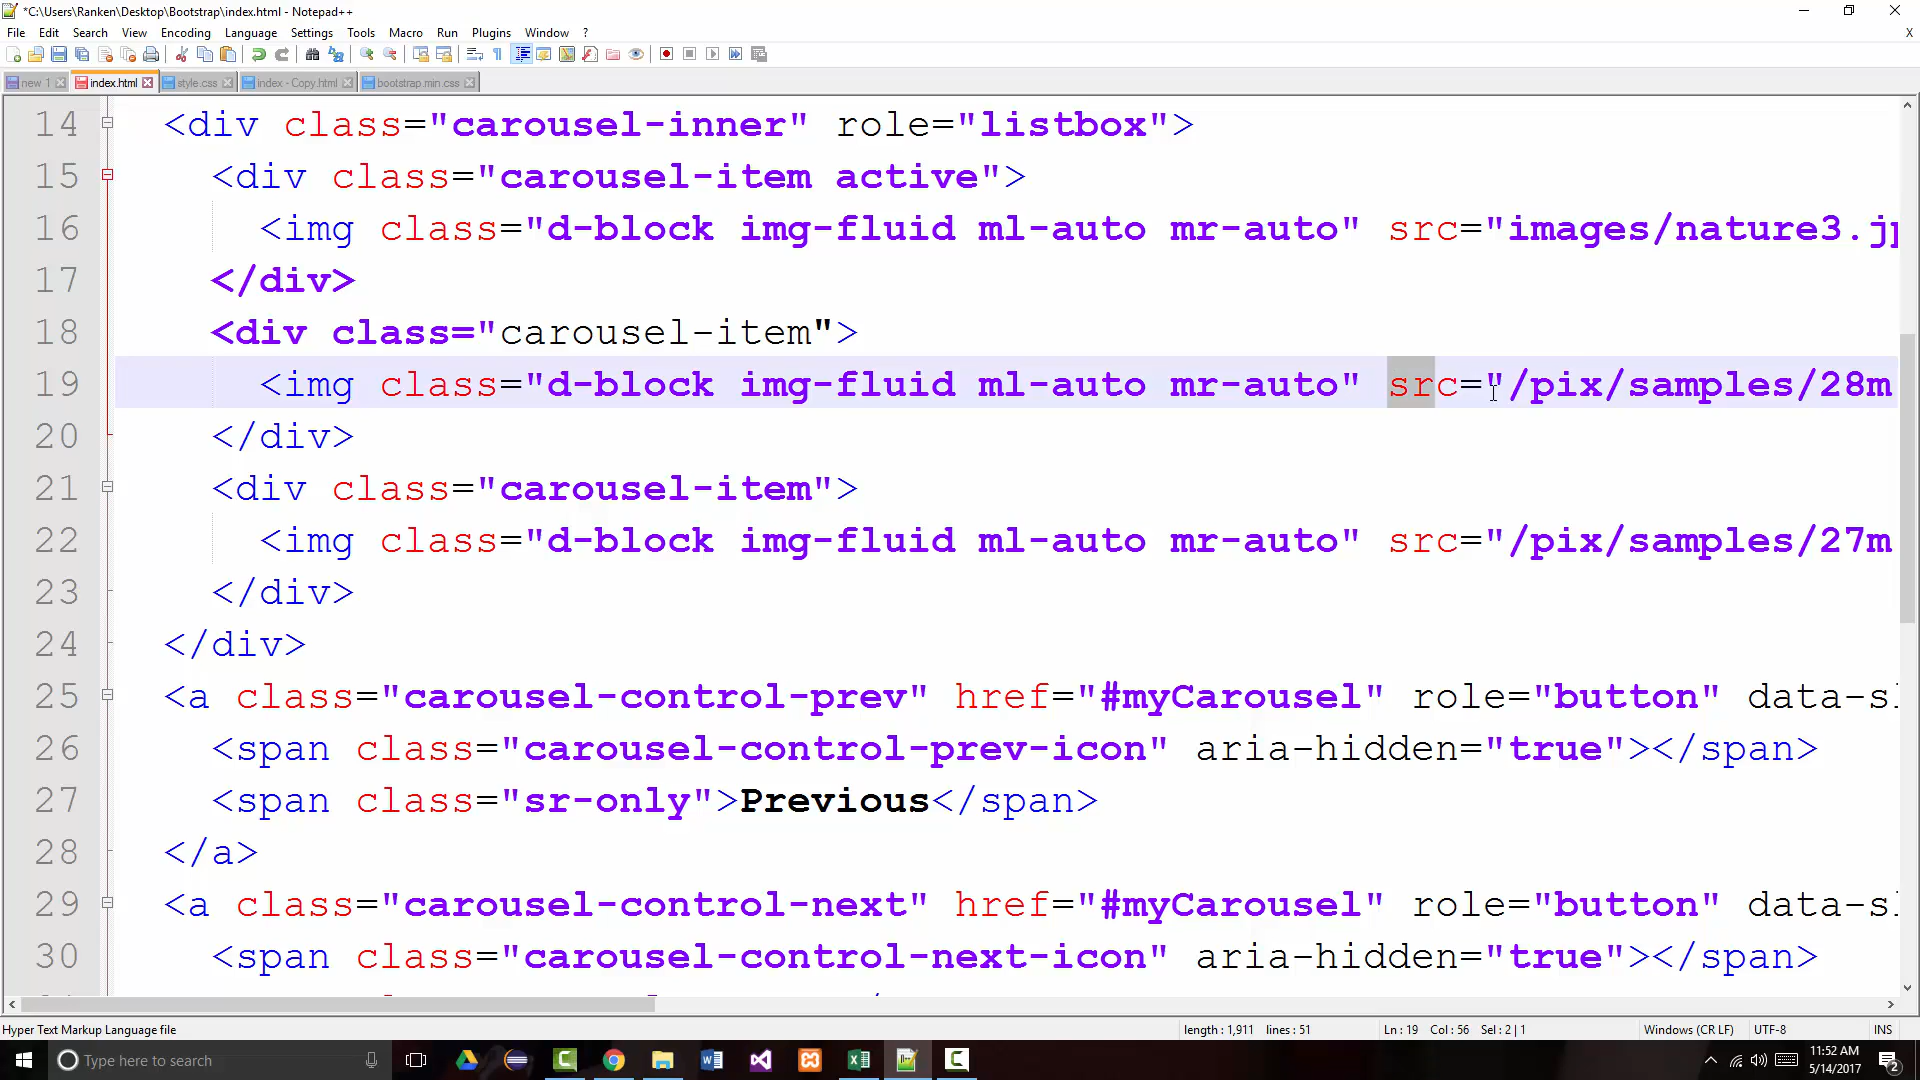 *C:\Users\Ranken\Desktop\Bootstrap\index.html - Notepad++
File Edit Search View Encoding Language Settings Tools Macro Run Plugins Window ? X
new 1 index.html style.css index - Copy.html bootstrap.min.css
14 <div class="carousel-inner" role="listbox">
15 <div class="carousel-item active">
16 <img class="d-block img-fluid ml-auto mr-auto" src="images/nature3.jp
17 </div>
18 <div class="carousel-item">
19 <img class="d-block img-fluid ml-auto mr-auto" src="/pix/samples/28m
20 </div>
21 <div class="carousel-item">
22 <img class="d-block img-fluid ml-auto mr-auto" src="/pix/samples/27m
23 </div>
24 </div>
25 <a class="carousel-control-prev" href="#myCarousel" role="button" data-sl
26 <span class="carousel-control-prev-icon" aria-hidden="true"></span>
27 <span class="sr-only">Previous</span>
28 </a>
29 <a class="carousel-control-next" href="#myCarousel" role="button" data-sl
30 <span class="carousel-control-next-icon" aria-hidden="true"></span>
Hyper Text Markup Language file length : 1,911 lines : 51 Ln : 19 Col : 56 Sel : 2 | 1 Windows (CR LF) UTF-8 INS
Type here to search
11:52 AM
5/14/2017
2